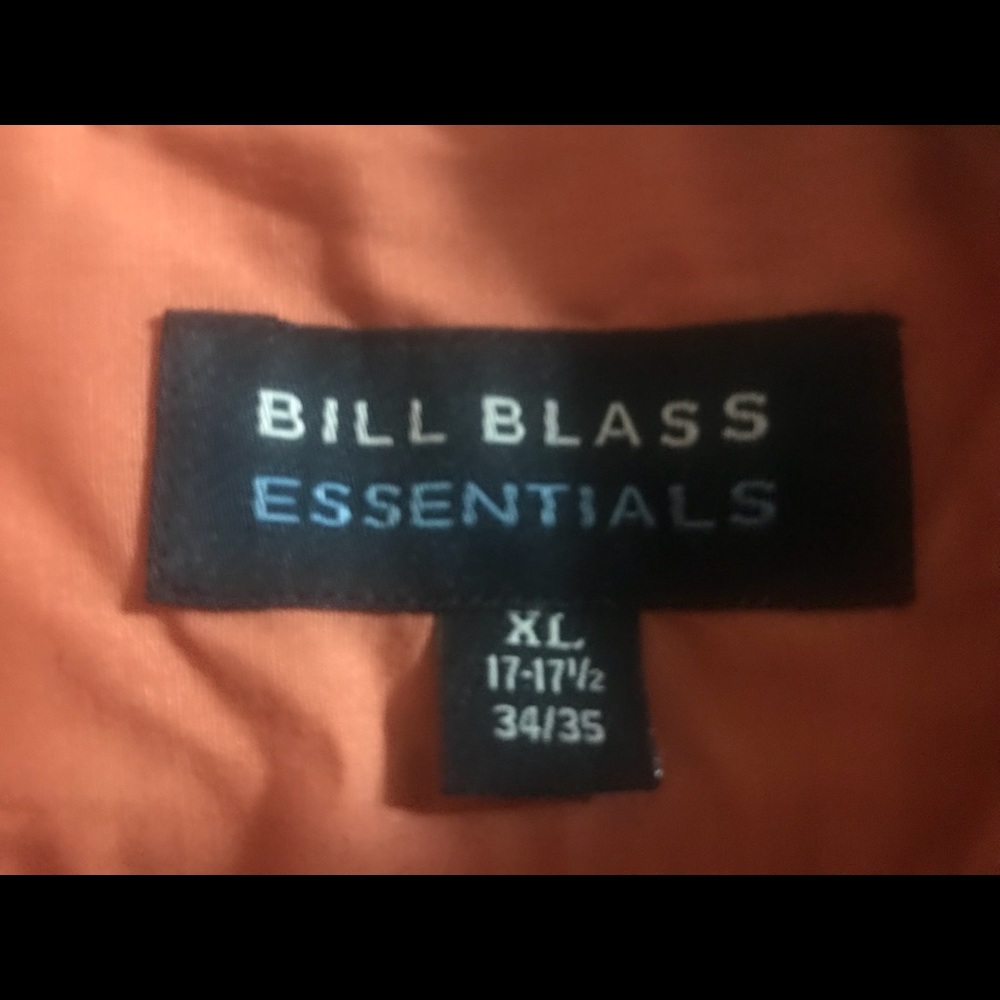 BILL BLASS
ESSENTIALS
XL
17-17½
34/35